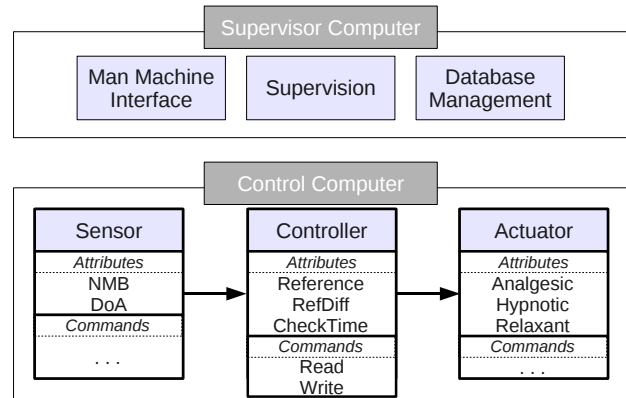 Supervisor Computer
Man Machine
Interface
Supervision
Database
Management
Control Computer
Sensor
Attributes
NMB
DoA
Commands
. . .
Controller
Attributes
Reference
RefDiff
CheckTime
Commands
Read
Write
Actuator
Attributes
Analgesic
Hypnotic
Relaxant
Commands
. . .